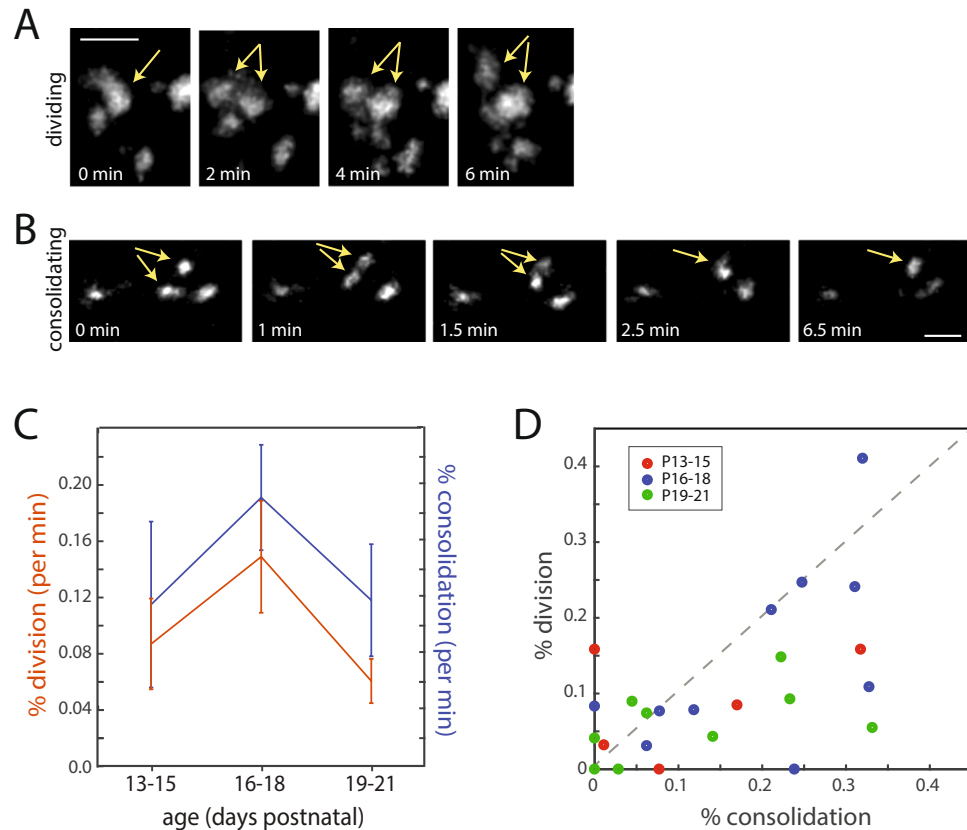 A
dividing
0 min
2 min
4 min
6 min
B
consolidating
0 min
1 min
1.5 min
2.5 min
6.5 min
C
% division (per min)
0.20
0.16
0.12
0.08
0.04
0.0
13-15
16-18
19-21
age (days postnatal)
% consolidation (per min)
D
% division
0.4
0.3
0.2
0.1
0
P13-15
P16-18
P19-21
0
0.1
0.2
0.3
0.4
% consolidation